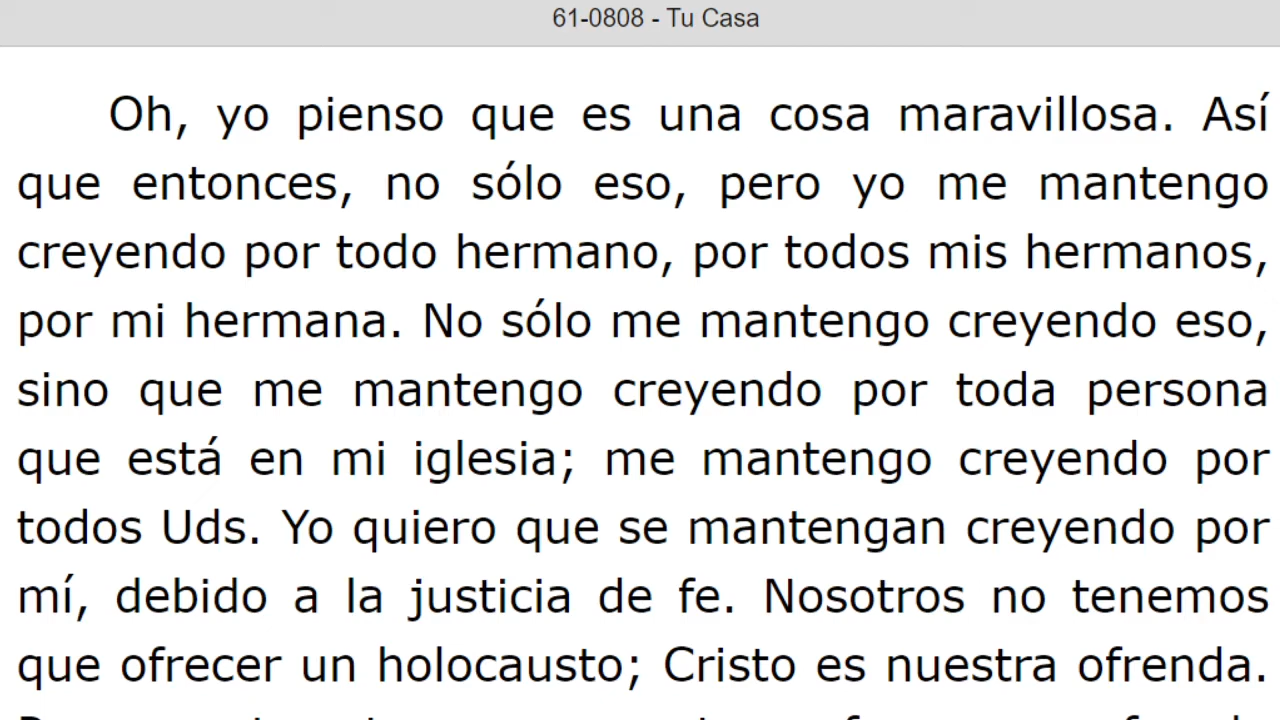 61-0808 - Tu Casa
Oh, yo pienso que es una cosa maravillosa. Así
que entonces, no sólo eso, pero yo me mantengo
creyendo por todo hermano, por todos mis hermanos,
por mi hermana. No sólo me mantengo creyendo eso,
sino que me mantengo creyendo por toda persona
que está en mi iglesia; me mantengo creyendo por
todos Uds. Yo quiero que se mantengan creyendo por
mí, debido a la justicia de fe. Nosotros no tenemos
que ofrecer un holocausto; Cristo es nuestra ofrenda.